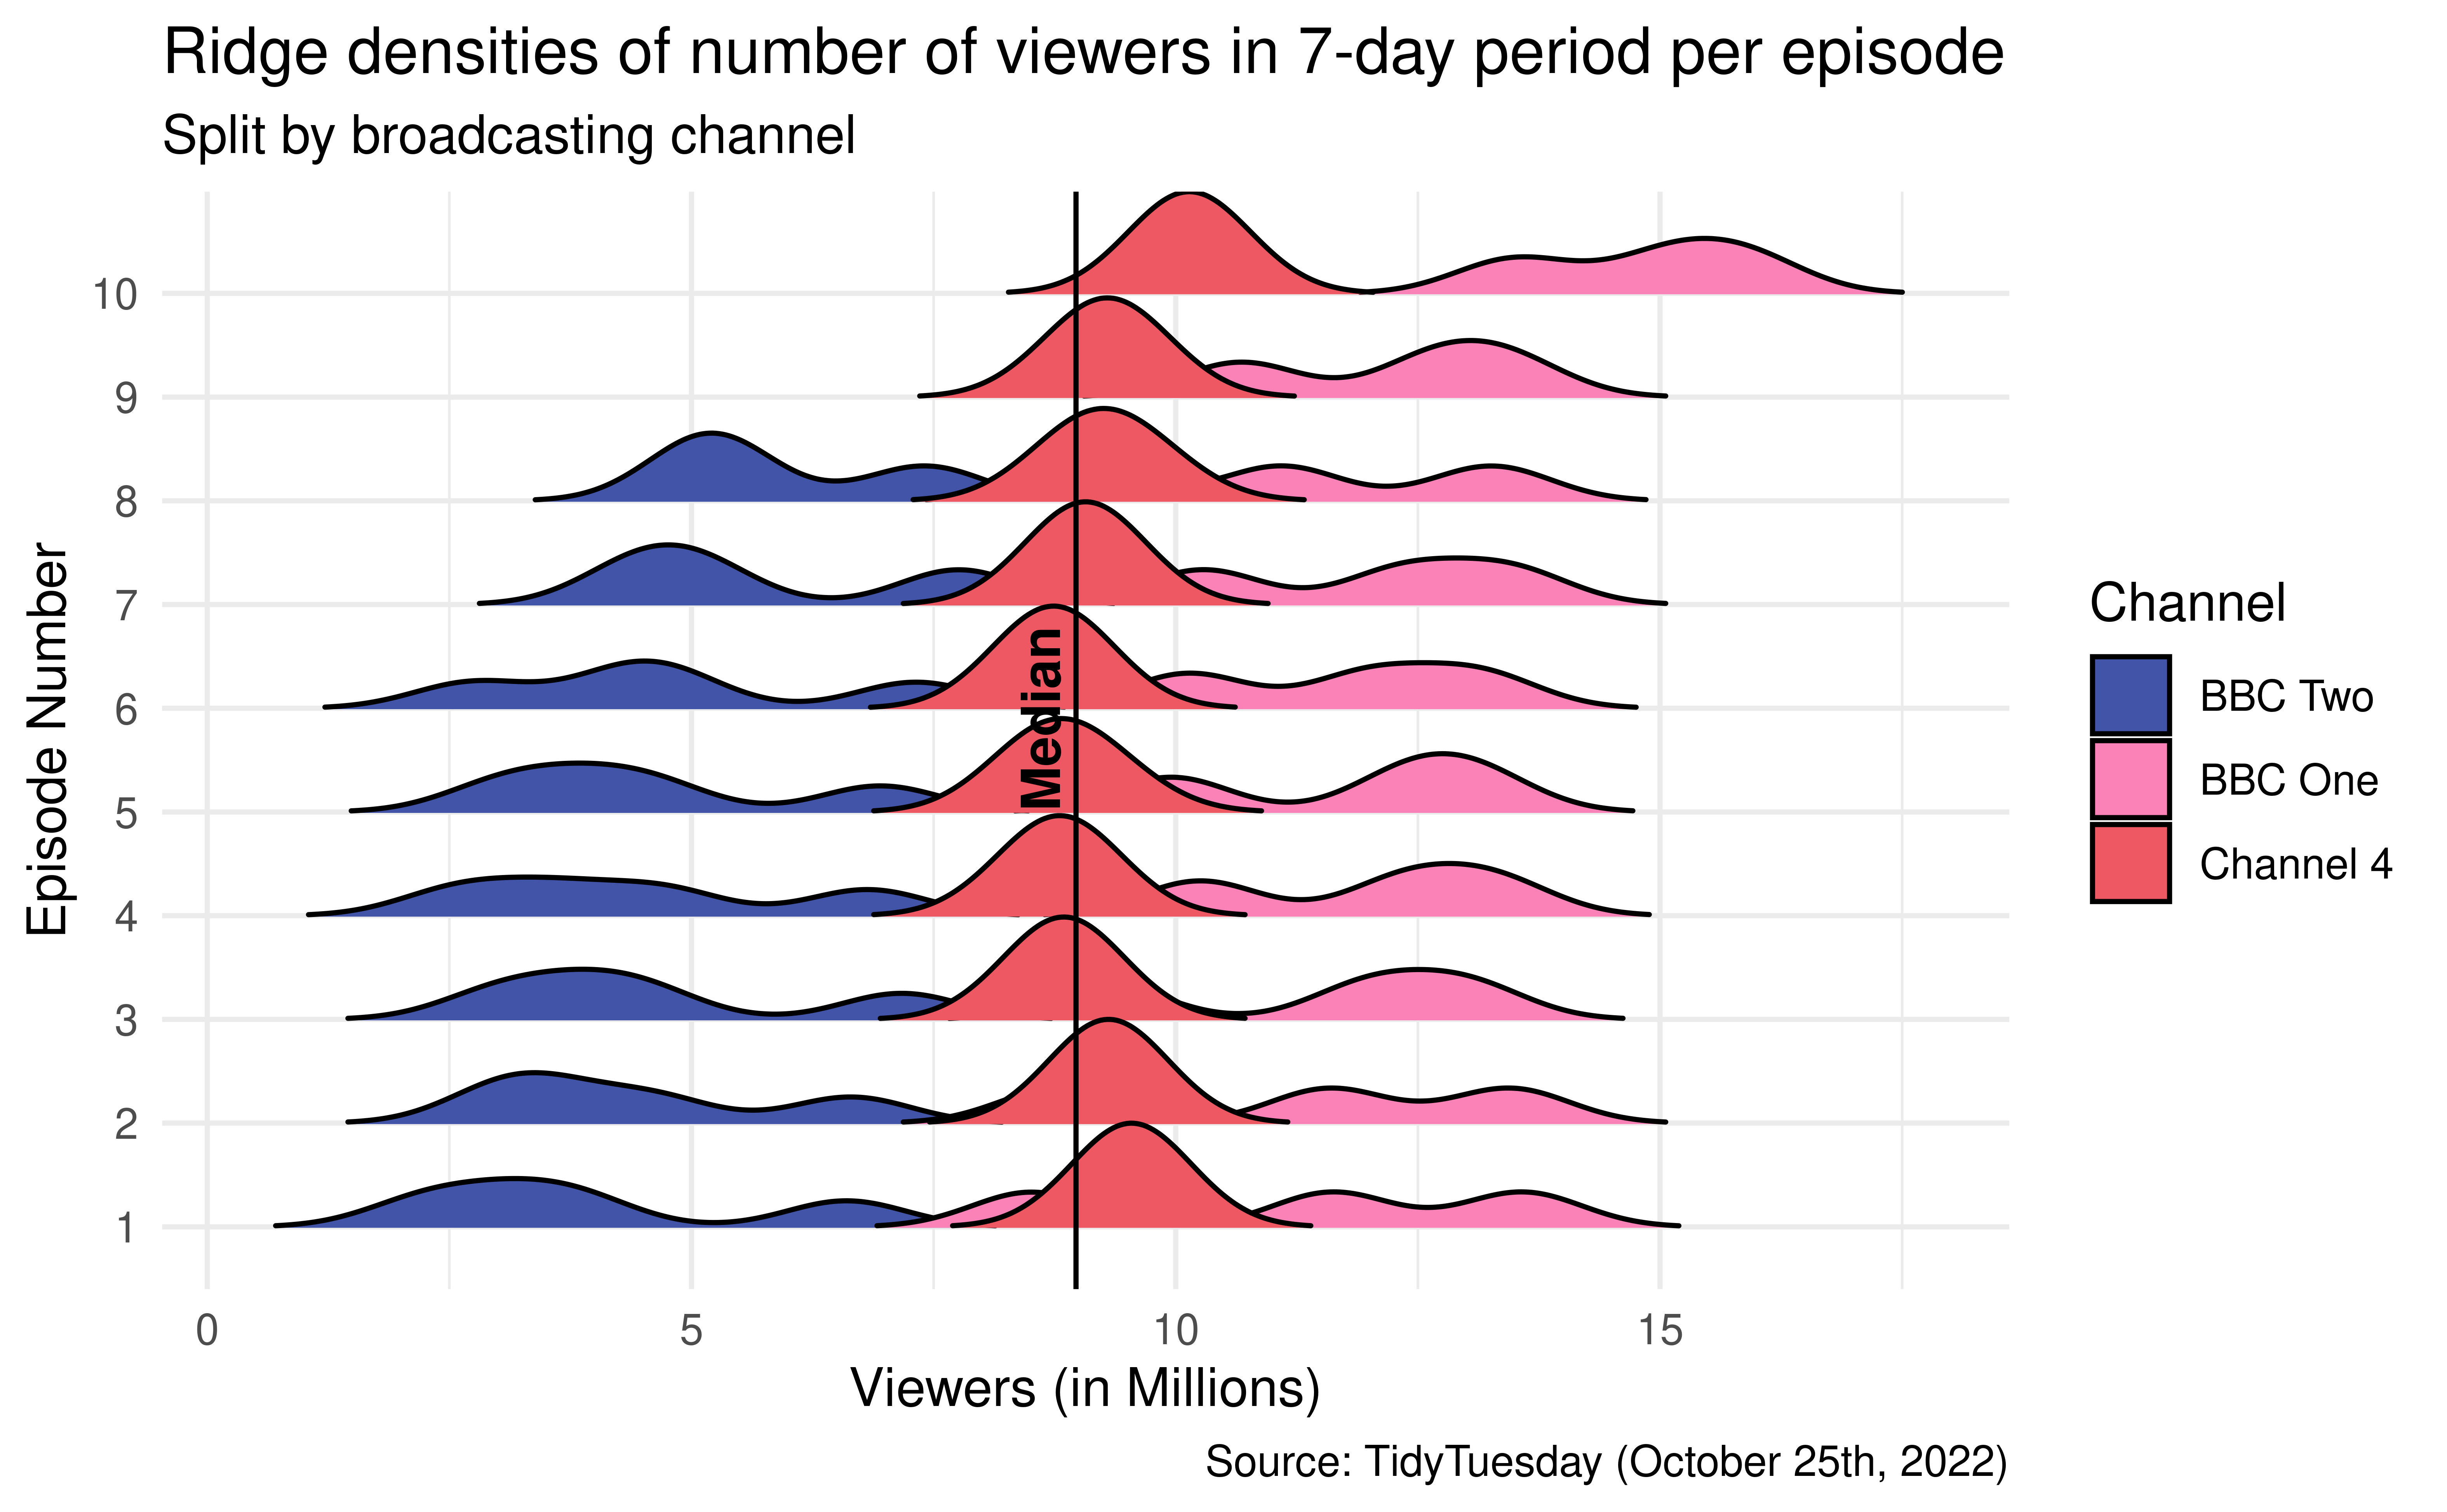 Ridge densities of number of viewers in 7-day period per episode
Split by broadcasting channel
Episode Number
10
9
8
7
6
5
4
3
2
1
Median
0 5 10 15
Viewers (in Millions)
Channel
BBC Two
BBC One
Channel 4
Source: TidyTuesday (October 25th, 2022)